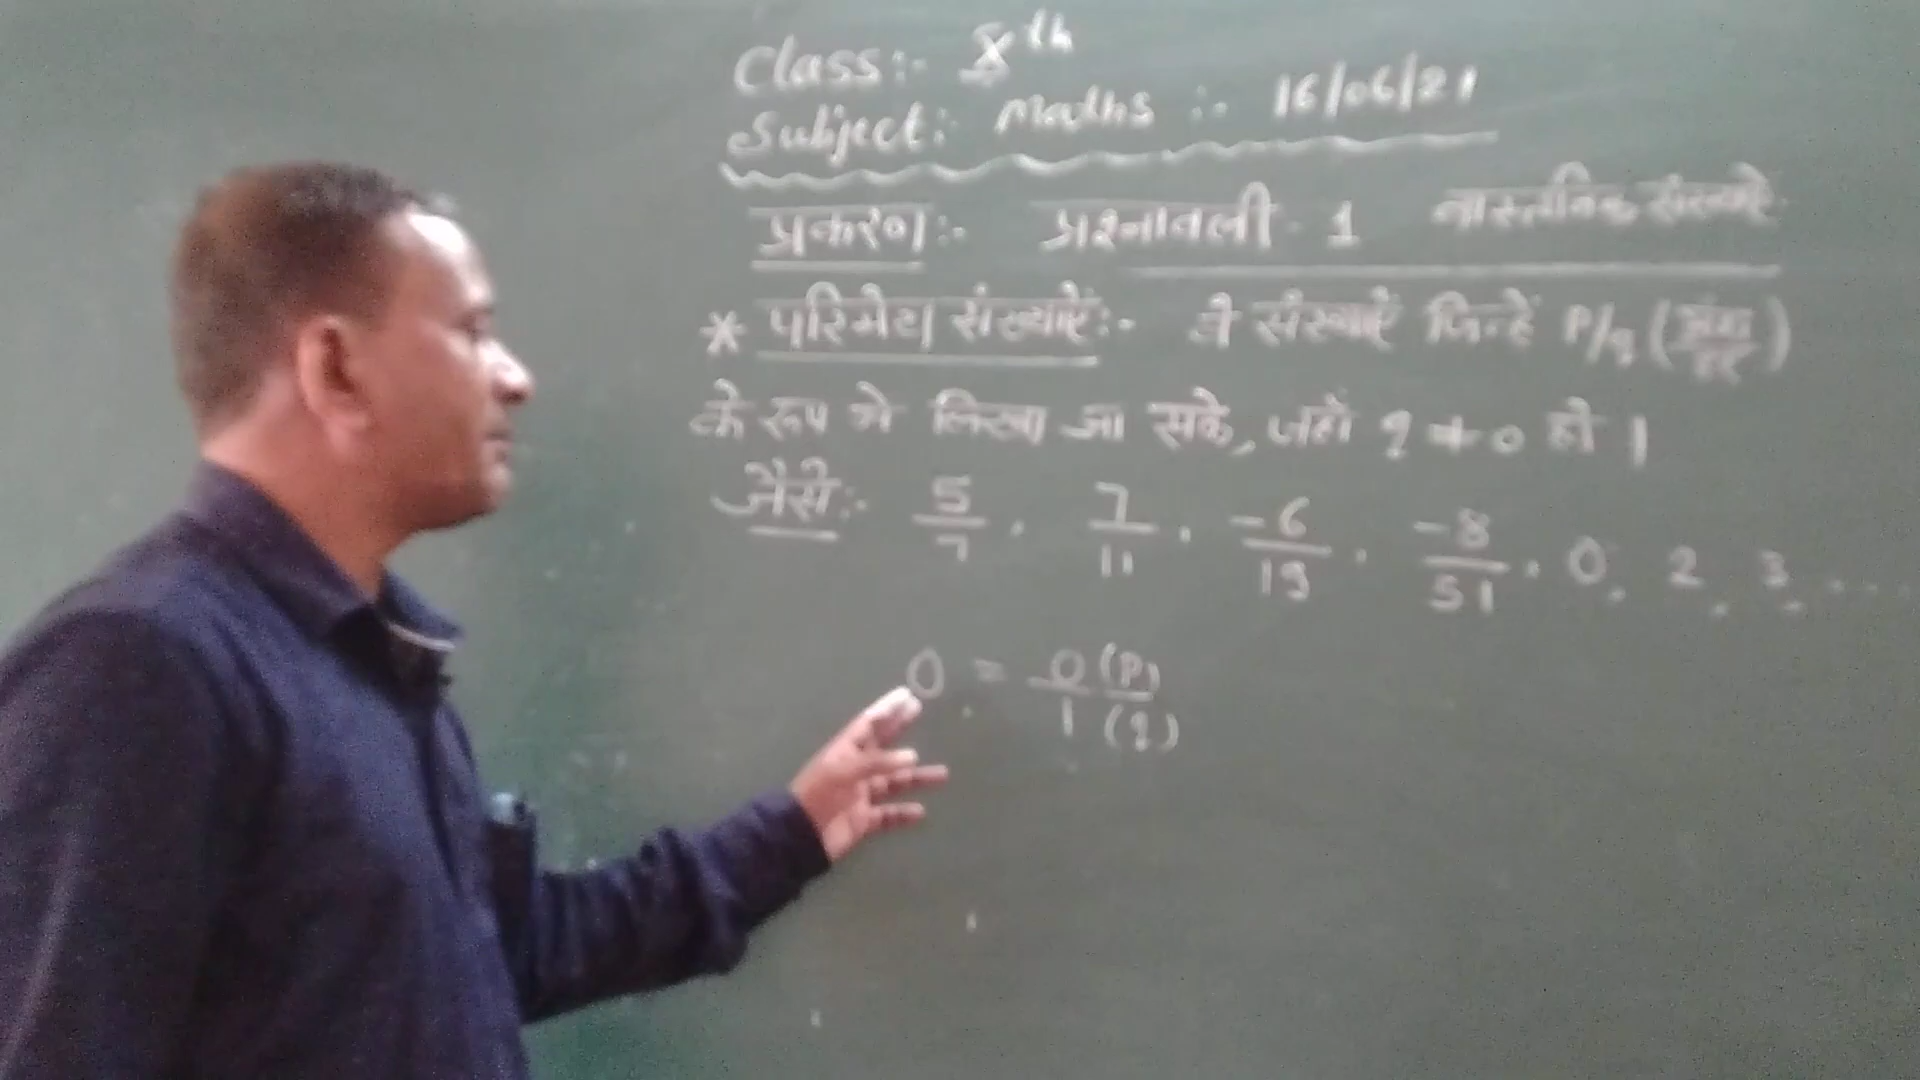 Class:- Xth
Subject:- Maths :- 16/06/21
प्रकरण:- प्रश्नावली - 1 वास्तविक संख्याएँ
* परिमेय संख्याएँ:- वे संख्याएँ जिन्हें P/q (अंश/हर)
के रूप मे लिखा जा सके, जहाँ q ≠ 0 हो ।
जैसे:- 5/7, 7/11, -6/19, -8/51, 0, 2, 3, ...
0 = 0/1 (P)/(q)